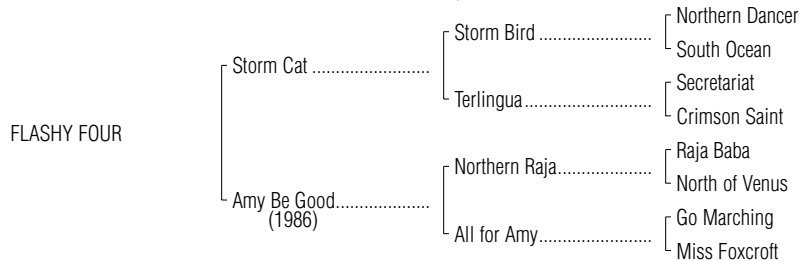 Northern Dancer
Storm Bird ........................
South Ocean
Storm Cat ........................
Secretariat
Terlingua...........................
Crimson Saint
FLASHY FOUR
Raja Baba
Northern Raja...................
North of Venus
Amy Be Good...................
(1986)
Go Marching
All for Amy.......................
Miss Foxcroft